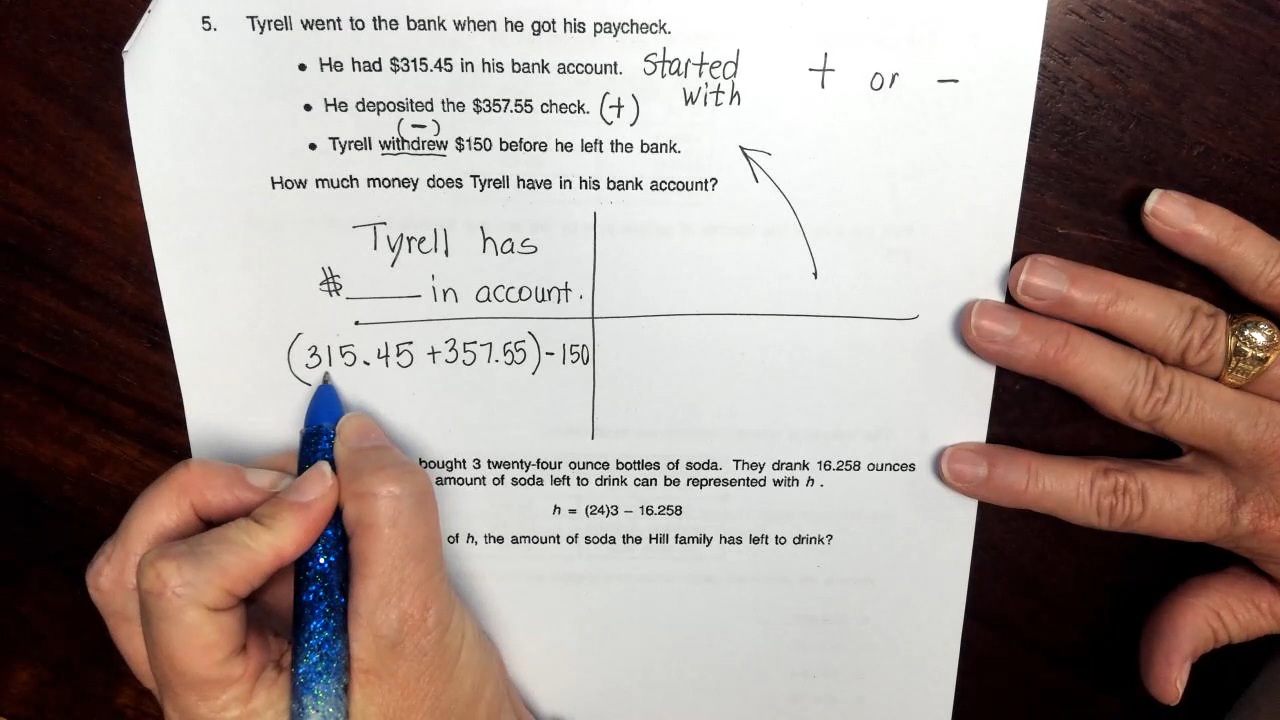 5. Tyrell went to the bank when he got his paycheck.
• He had $315.45 in his bank account. Started with + or -
• He deposited the $357.55 check. (+)
(-)
• Tyrell withdrew $150 before he left the bank.
How much money does Tyrell have in his bank account?
Tyrell has
$____ in account.
(315.45 +357.55) -150
bought 3 twenty-four ounce bottles of soda. They drank 16.258 ounces
amount of soda left to drink can be represented with h .
h = (24)3 – 16.258
of h, the amount of soda the Hill family has left to drink?